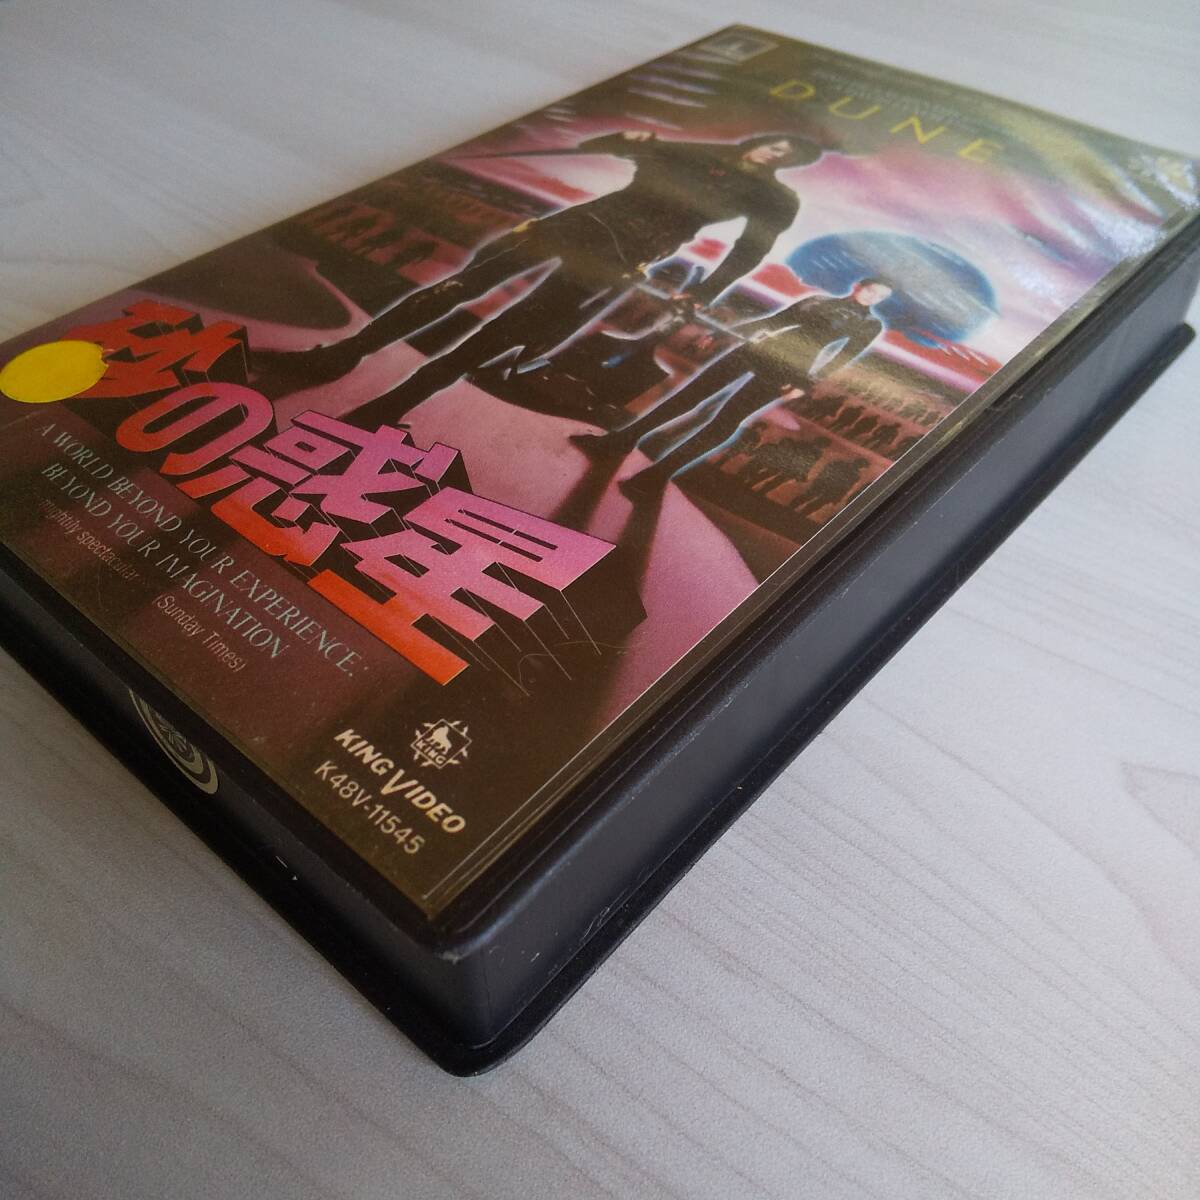 DUNE
砂の惑星
A WORLD BEYOND YOUR EXPERIENCE:
BEYOND YOUR IMAGINATION
mightily spectacular
(Sunday Times)
KING
KING VIDEO
K48V-11545